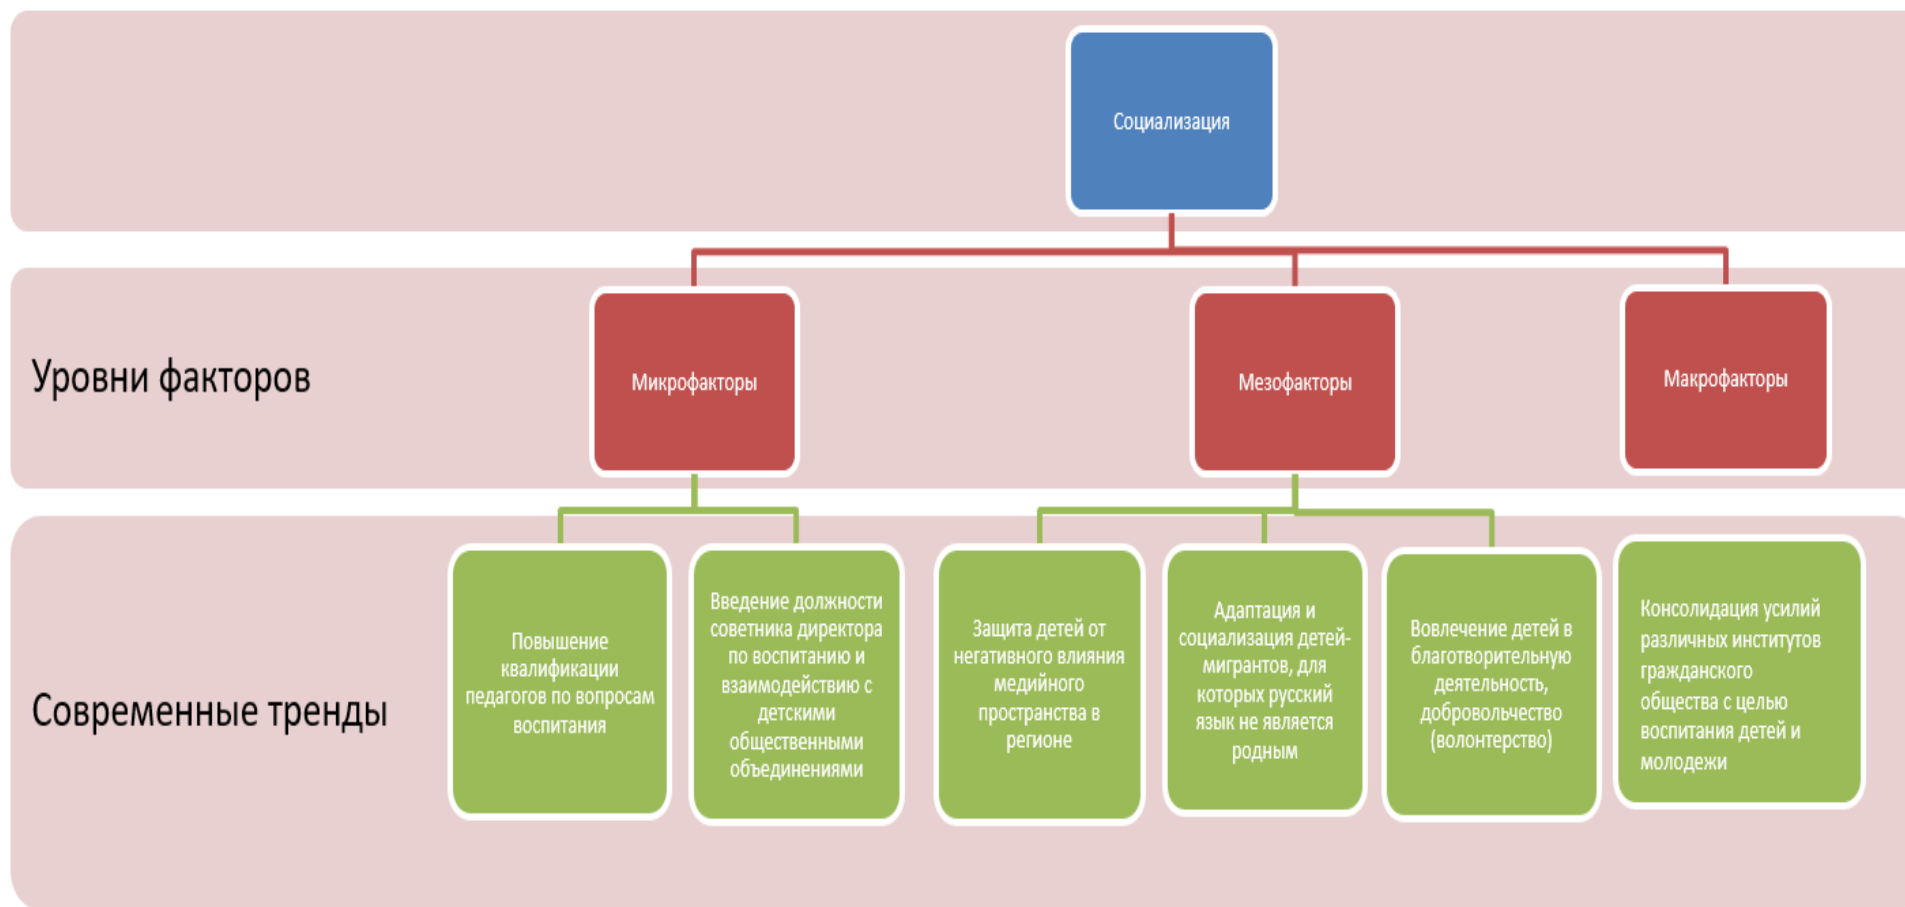 Социализация
Уровни факторов
Микрофакторы
Мезофакторы
Макрофакторы
Современные тренды
Повышение
квалификации
педагогов по вопросам
воспитания
Введение должности
советника директора
по воспитанию и
взаимодействию с
детскими
общественными
объединениями
Защита детей от
негативного влияния
медийного
пространства в
регионе
Адаптация и
социализация детей-
мигрантов, для
которых русский
язык не является
родным
Вовлечение детей в
благотворительную
деятельность,
добровольчество
(волонтерство)
Консолидация усилий
различных институтов
гражданского
общества с целью
воспитания детей и
молодежи